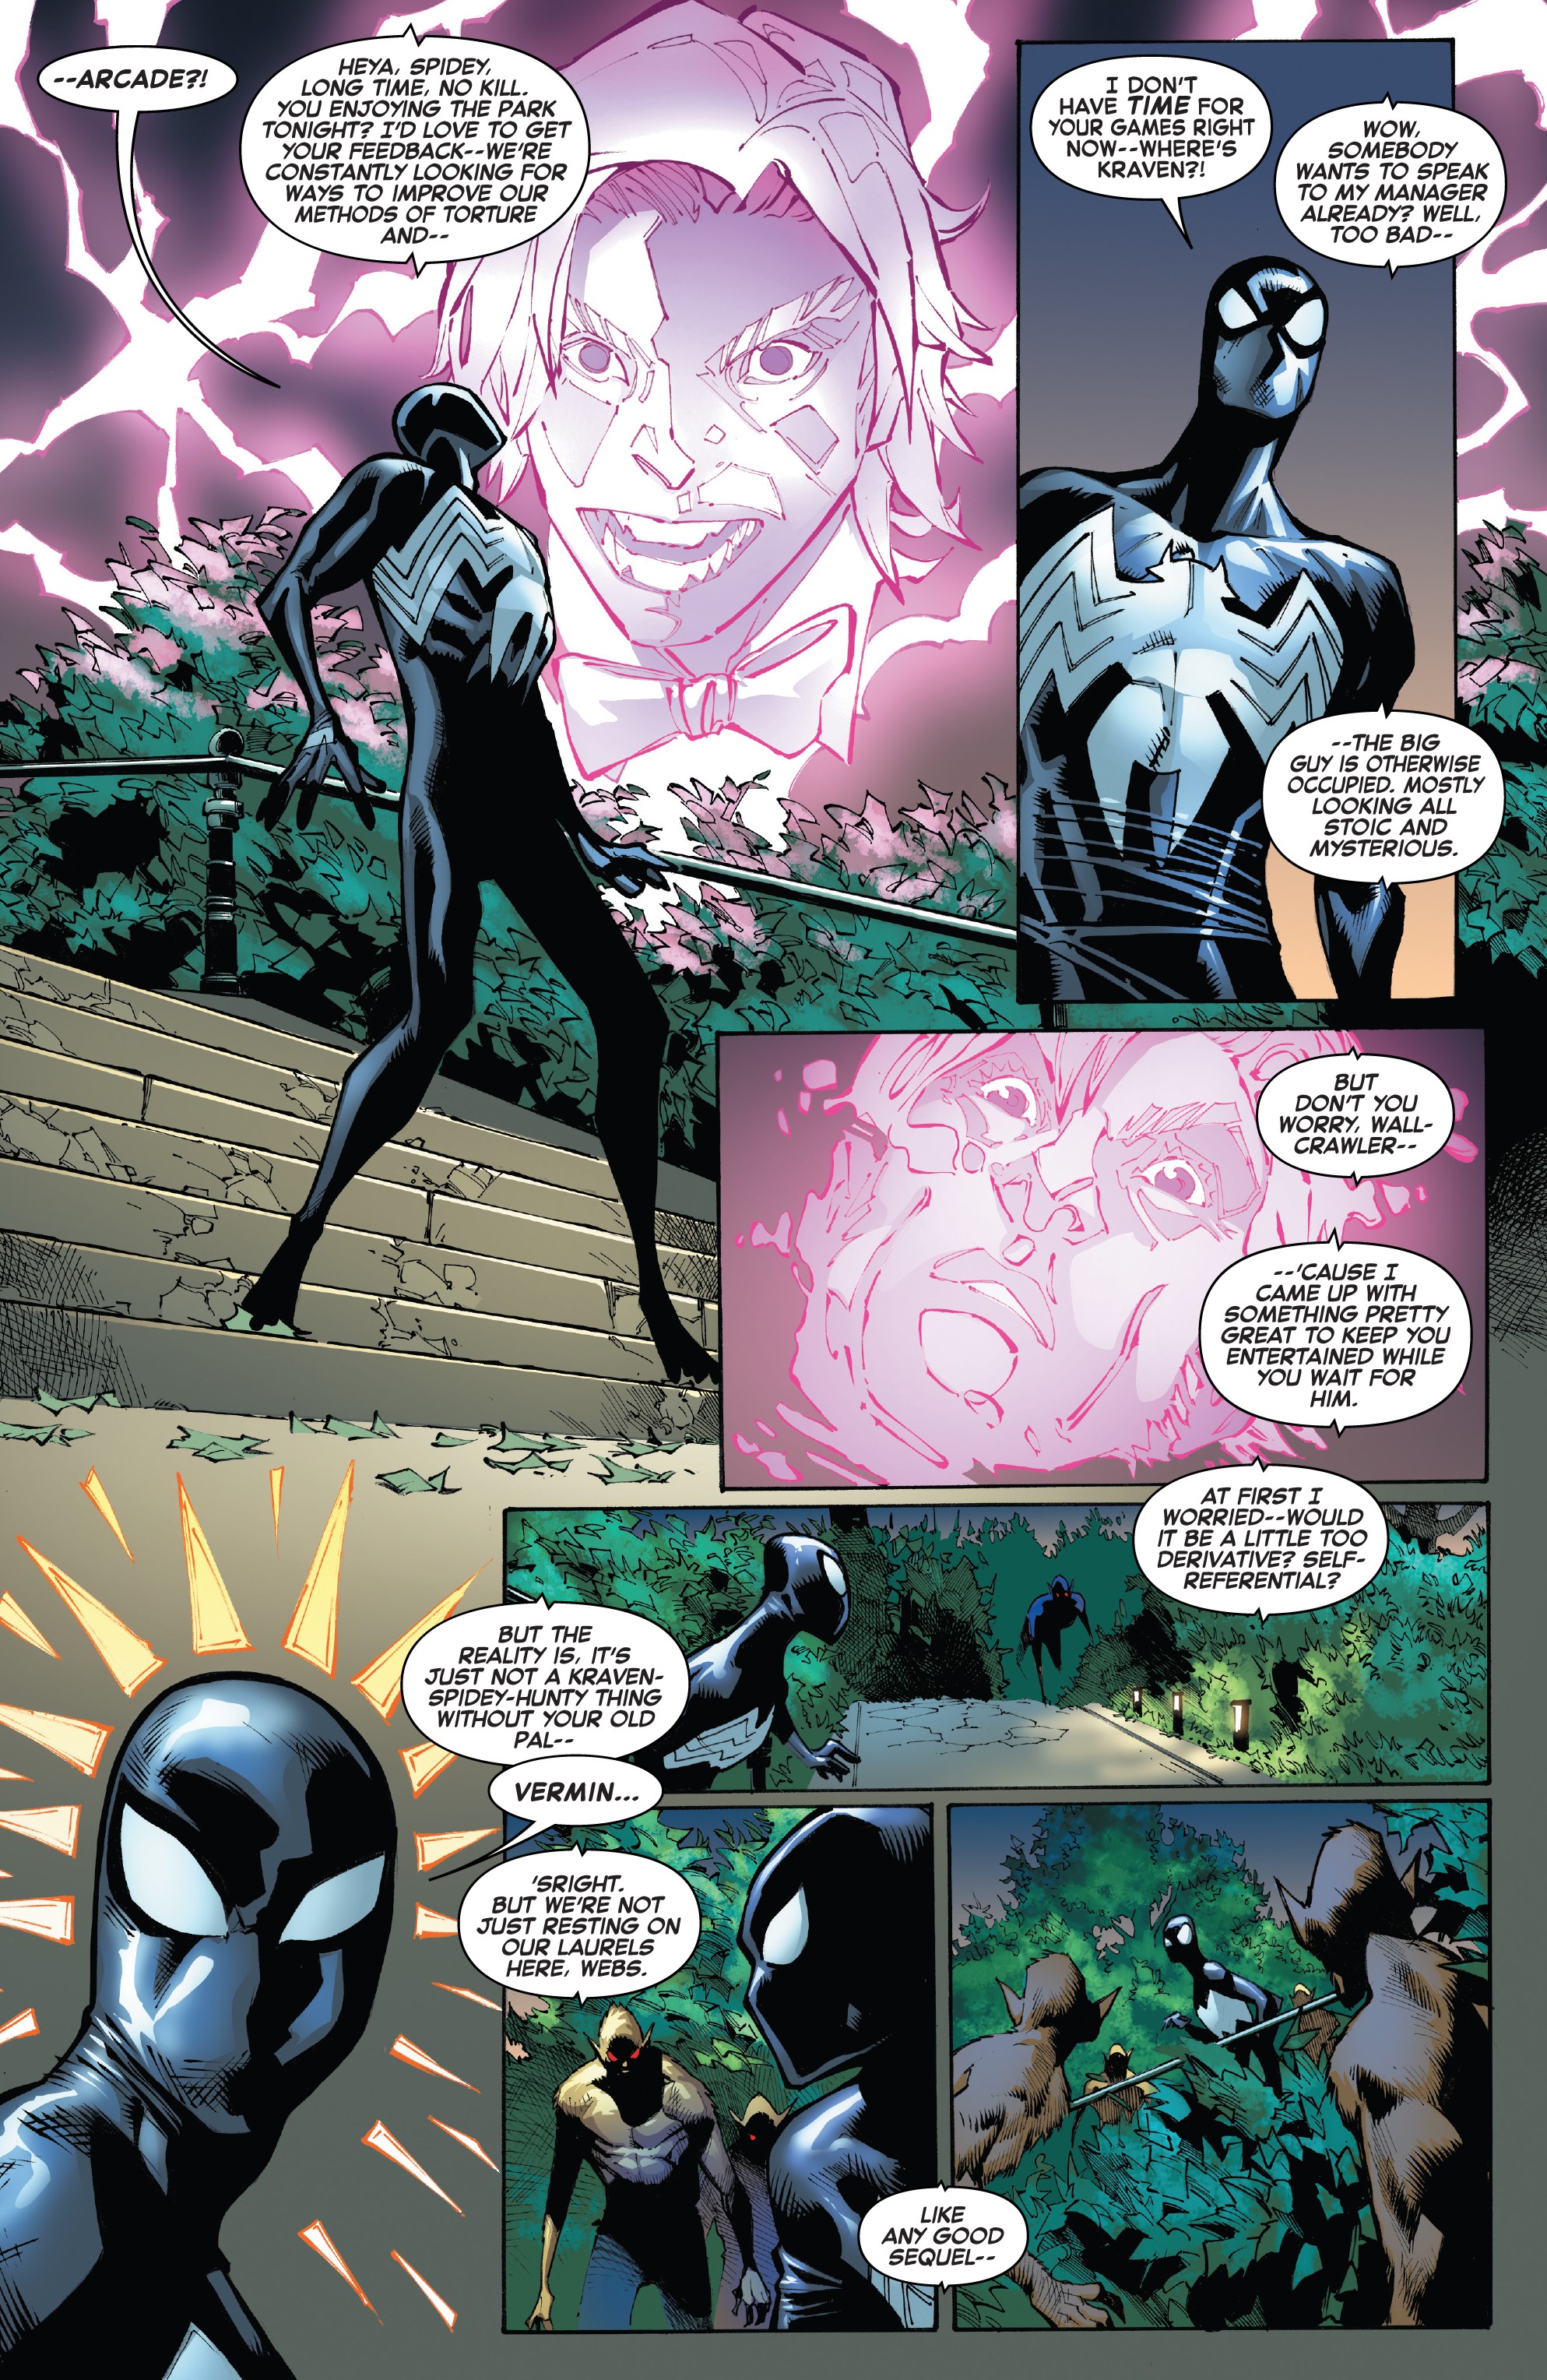 --ARCADE?!
HEYA, SPIDEY,
LONG TIME, NO KILL.
YOU ENJOYING THE PARK
TONIGHT? I'D LOVE TO GET
YOUR FEEDBACK--WE'RE
CONSTANTLY LOOKING FOR
WAYS TO IMPROVE OUR
METHODS OF TORTURE
AND--
I DON'T
HAVE TIME FOR
YOUR GAMES RIGHT
NOW--WHERE'S
KRAVEN?!
WOW,
SOMEBODY
WANTS TO SPEAK
TO MY MANAGER
ALREADY? WELL,
TOO BAD--
--THE BIG
GUY IS OTHERWISE
OCCUPIED. MOSTLY
LOOKING ALL
STOIC AND
MYSTERIOUS.
BUT
DON'T YOU
WORRY, WALL-
CRAWLER--
--'CAUSE I
CAME UP WITH
SOMETHING PRETTY
GREAT TO KEEP YOU
ENTERTAINED WHILE
YOU WAIT FOR
HIM.
AT FIRST I
WORRIED--WOULD
IT BE A LITTLE TOO
DERIVATIVE? SELF-
REFERENTIAL?
BUT THE
REALITY IS, IT'S
JUST NOT A KRAVEN-
SPIDEY-HUNTY THING
WITHOUT YOUR OLD
PAL--
VERMIN...
'SRIGHT.
BUT WE'RE NOT
JUST RESTING ON
OUR LAURELS
HERE, WEBS.
LIKE
ANY GOOD
SEQUEL--